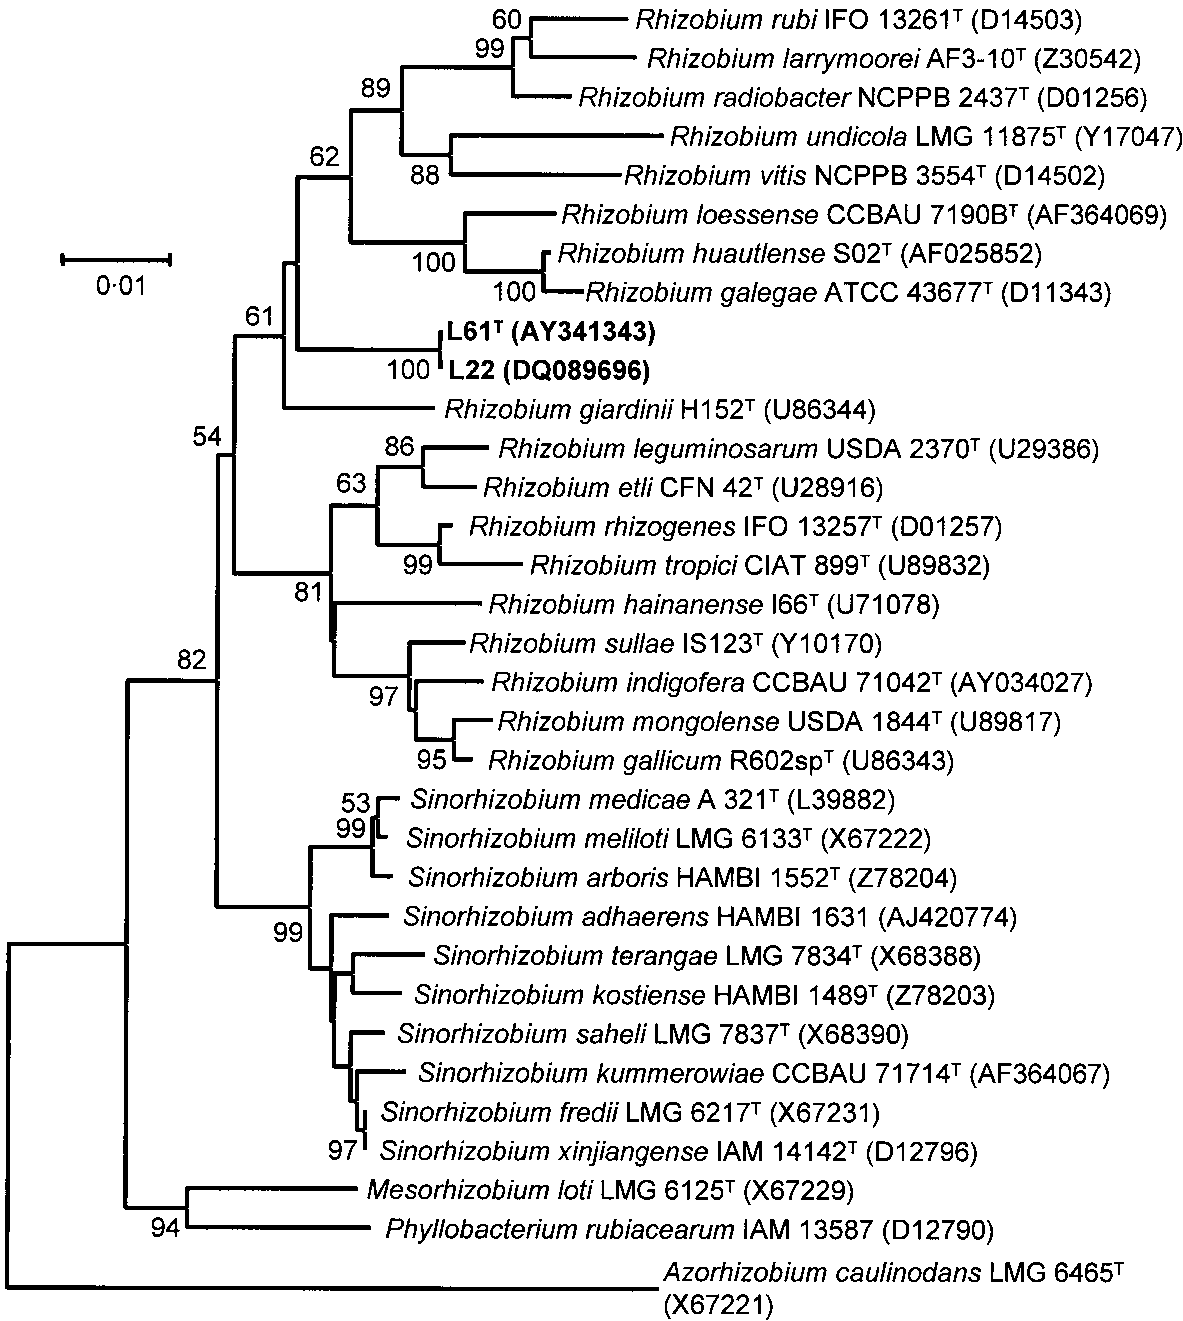 60 Rhizobium rubi IFO 13261ᵀ (D14503)
99 Rhizobium larrymoorei AF3-10ᵀ (Z30542)
89 Rhizobium radiobacter NCPPB 2437ᵀ (D01256)
Rhizobium undicola LMG 11875ᵀ (Y17047)
62
88 Rhizobium vitis NCPPB 3554ᵀ (D14502)
Rhizobium loessense CCBAU 7190Bᵀ (AF364069)
100 Rhizobium huautlense S02ᵀ (AF025852)
0·01
100 Rhizobium galegae ATCC 43677ᵀ (D11343)
61 L61ᵀ (AY341343)
100 L22 (DQ089696)
Rhizobium giardinii H152ᵀ (U86344)
54
86 Rhizobium leguminosarum USDA 2370ᵀ (U29386)
63 Rhizobium etli CFN 42ᵀ (U28916)
Rhizobium rhizogenes IFO 13257ᵀ (D01257)
99 Rhizobium tropici CIAT 899ᵀ (U89832)
81
Rhizobium hainanense I66ᵀ (U71078)
Rhizobium sullae IS123ᵀ (Y10170)
82
97 Rhizobium indigofera CCBAU 71042ᵀ (AY034027)
Rhizobium mongolense USDA 1844ᵀ (U89817)
95 Rhizobium gallicum R602spᵀ (U86343)
53 Sinorhizobium medicae A 321ᵀ (L39882)
99 Sinorhizobium meliloti LMG 6133ᵀ (X67222)
Sinorhizobium arboris HAMBI 1552ᵀ (Z78204)
Sinorhizobium adhaerens HAMBI 1631 (AJ420774)
99
Sinorhizobium terangae LMG 7834ᵀ (X68388)
Sinorhizobium kostiense HAMBI 1489ᵀ (Z78203)
Sinorhizobium saheli LMG 7837ᵀ (X68390)
Sinorhizobium kummerowiae CCBAU 71714ᵀ (AF364067)
Sinorhizobium fredii LMG 6217ᵀ (X67231)
97 Sinorhizobium xinjiangense IAM 14142ᵀ (D12796)
Mesorhizobium loti LMG 6125ᵀ (X67229)
94 Phyllobacterium rubiacearum IAM 13587 (D12790)
Azorhizobium caulinodans LMG 6465ᵀ
(X67221)